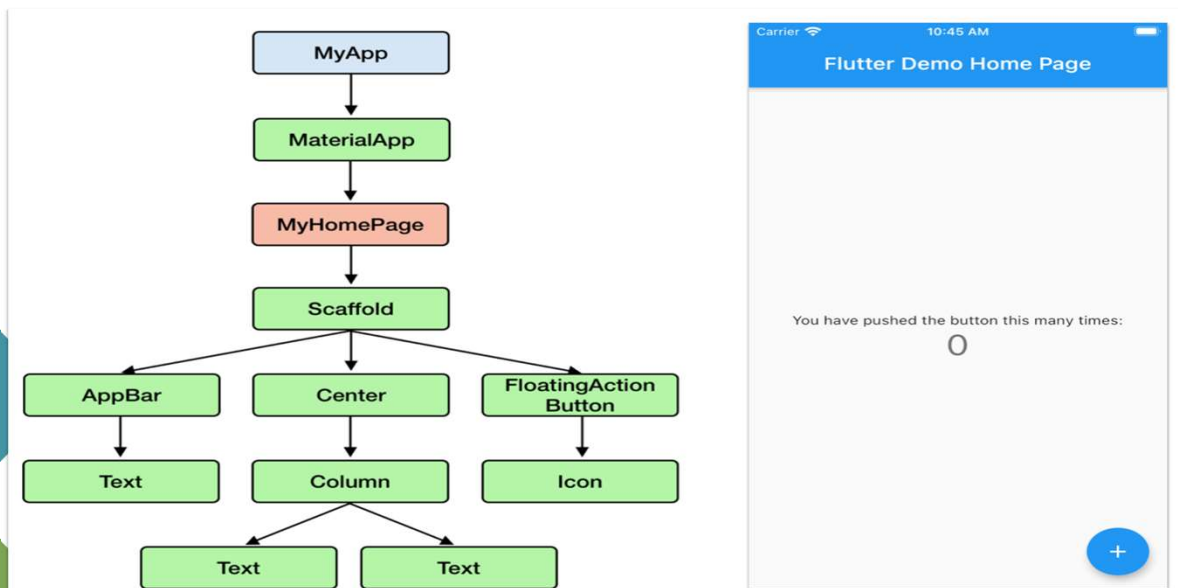 MyApp
MaterialApp
MyHomePage
Scaffold
AppBar
Center
FloatingAction
Button
Text
Column
Icon
Text
Text
Carrier
10:45 AM
Flutter Demo Home Page
You have pushed the button this many times:
0
+